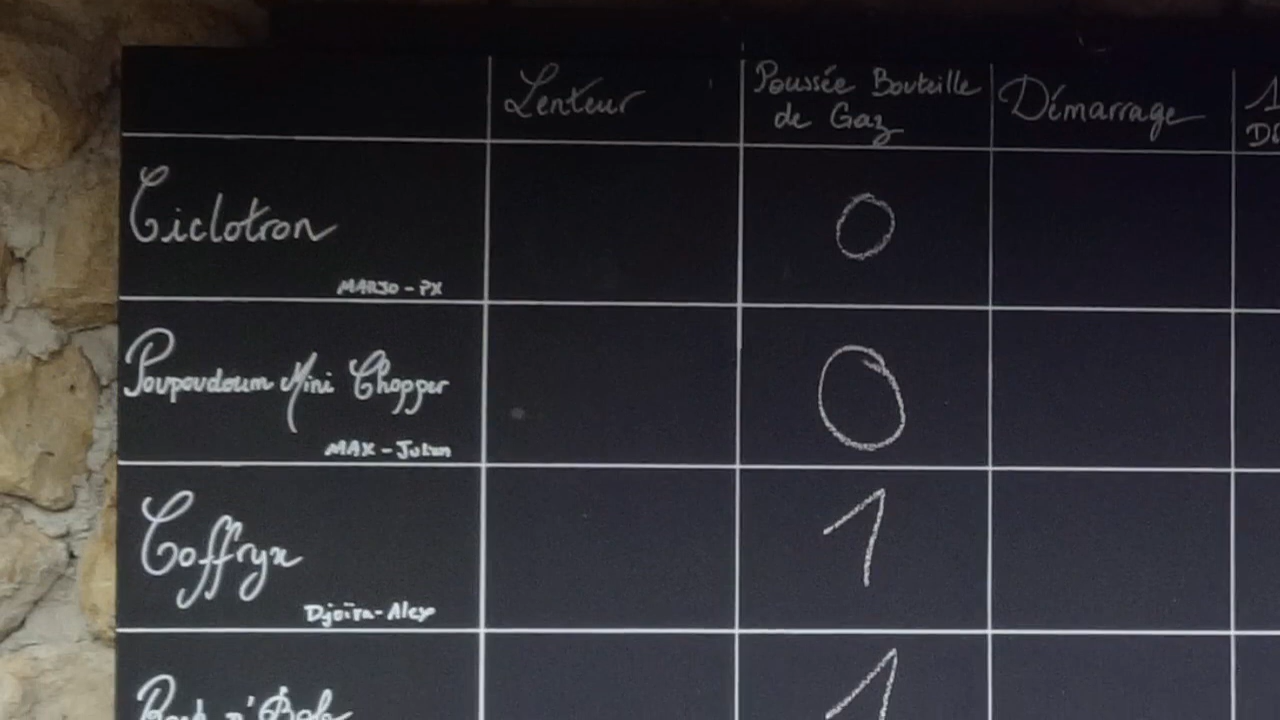 Lenteur
Poussée Bouteille
de Gaz
Démarrage
1
Ciclotron
0
MARJO - PX
Poupoudoum Mini Chopper
0
MAX - Julien
Coffryx
1
Djoïra - Alex
1